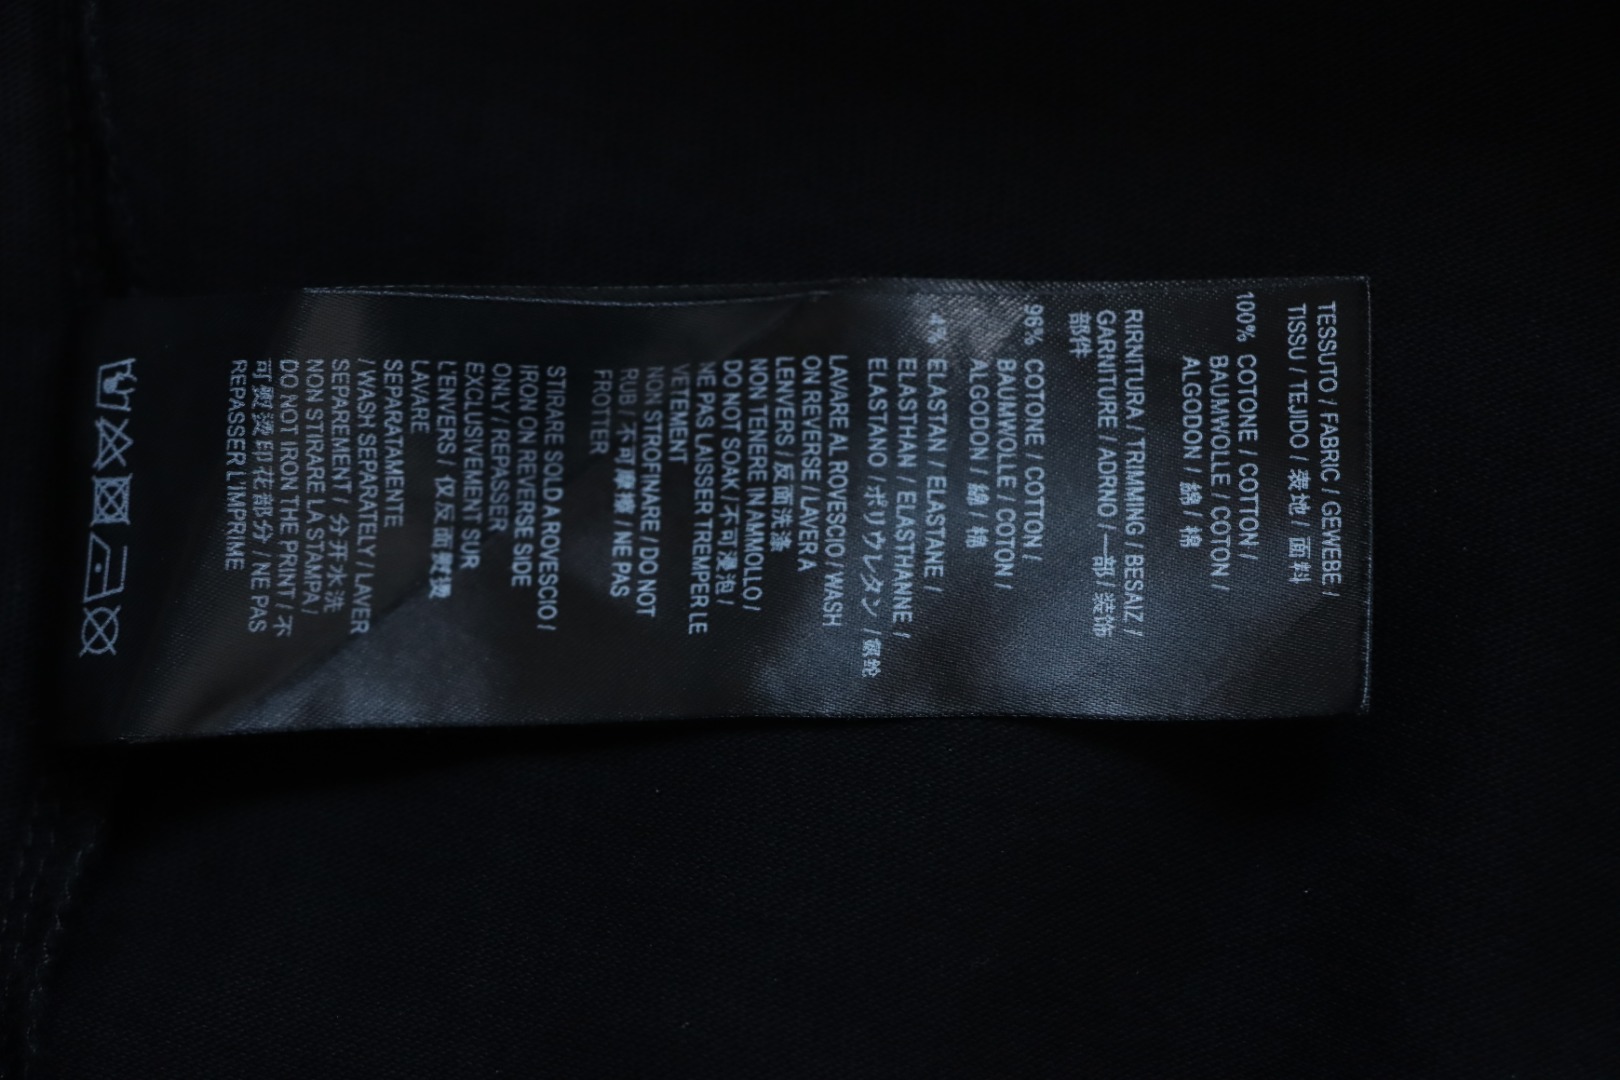 TESSUTO / FABRIC / GEWEBE /
TISSU / TEJIDO / 表地 / 面料
100% COTONE / COTTON /
BAUMWOLLE / COTON /
ALGODON / 綿 / 棉
RIFINITURA / TRIMMING / BESAIZ /
GARNITURE / ADRNO / 一部 / 装饰
部件
96% COTONE / COTTON /
BAUMWOLLE / COTON /
ALGODON / 綿 / 棉
4% ELASTAN / ELASTANE /
ELASTHAN / ELASTHANNE /
ELASTANO / ポリウレタン / 氨纶
LAVARE AL ROVESCIO / WASH
ON REVERSE / LAVER A
LENVERS / 反面洗涤
NON TENERE IN AMMOLLO /
DO NOT SOAK / 不可浸泡 /
NE PAS LAISSER TREMPER LE
VETEMENT
NON STROFINARE / DO NOT
RUB / 不可摩擦 / NE PAS
FROTTER
STIRARE SOLD A ROVESCIO /
IRON ON REVERSE SIDE
ONLY / REPASSER
EXCLUSIVEMENT SUR
L'ENVERS / 仅反面熨烫
LAVARE
SEPARATAMENTE
/ WASH SEPARATELY / LAVER
SEPAREMENT / 分开水洗
NON STIRARE LA STAMPA /
DO NOT IRON THE PRINT / 不
可熨烫印花部分 / NE PAS
REPASSER L'IMPRIME